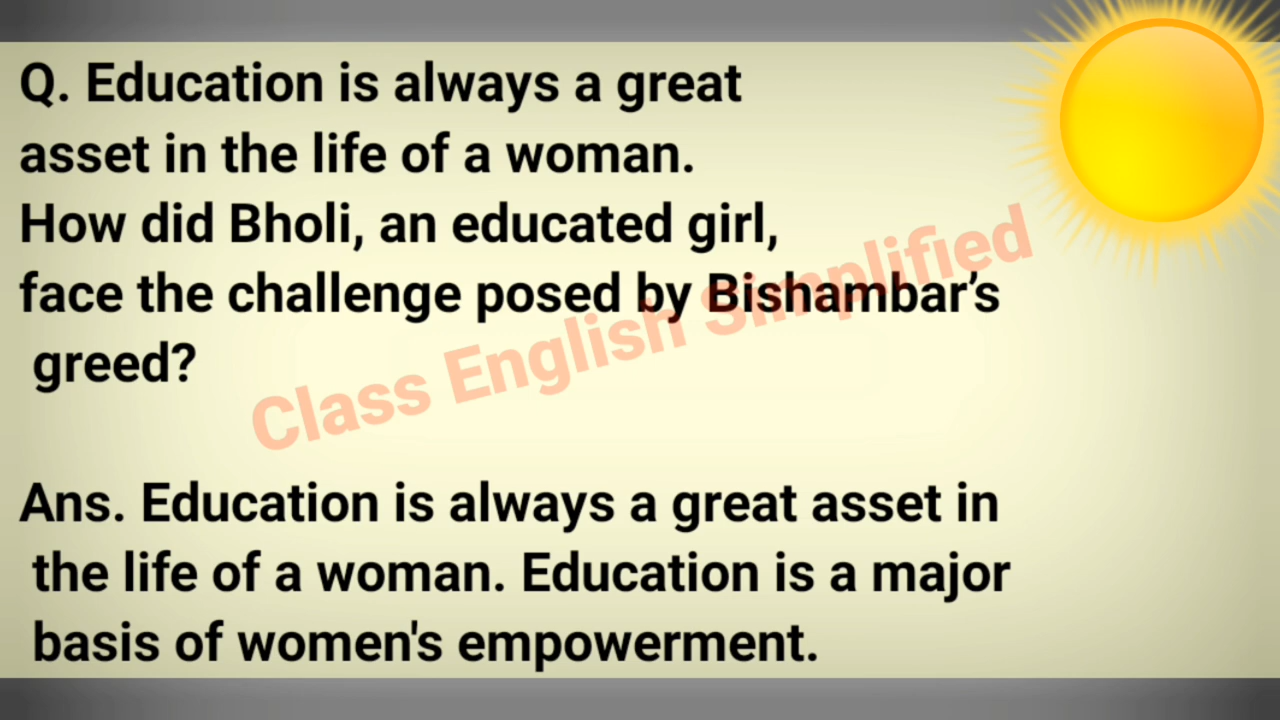 Q. Education is always a great
asset in the life of a woman.
How did Bholi, an educated girl,
face the challenge posed by Bishambar’s
greed?
Class English Simplified
Ans. Education is always a great asset in
the life of a woman. Education is a major
basis of women's empowerment.